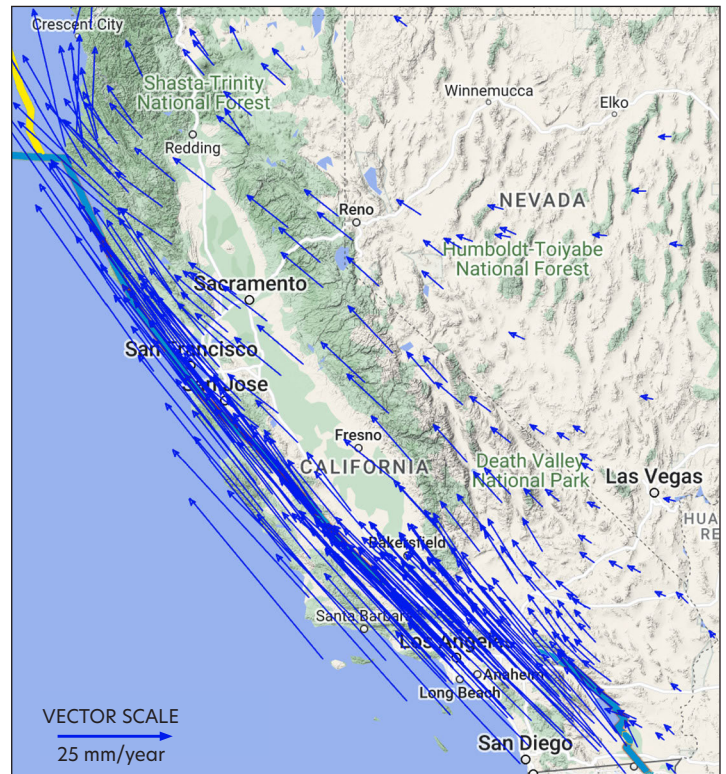 Crescent City
Shasta-Trinity
National Forest
Redding
Winnemucca
Elko
NEVADA
Reno
Humboldt-Toiyabe
National Forest
Sacramento
San Francisco
San Jose
Fresno
CALIFORNIA
Death Valley
National Park
Las Vegas
HUA
RE
Bakersfield
Santa Barbara
Los Angeles
Anaheim
Long Beach
San Diego
VECTOR SCALE
25 mm/year